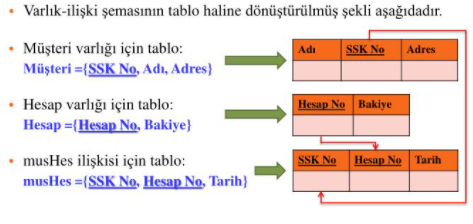 • Varlık-ilişki şemasının tablo haline dönüştürülmüş şekli aşağıdadır.
• Müşteri varlığı için tablo:
Müşteri ={SSK No, Adı, Adres}
Adı SSK No Adres
• Hesap varlığı için tablo:
Hesap ={Hesap No, Bakiye}
Hesap No Bakiye
• musHes ilişkisi için tablo:
musHes ={SSK No, Hesap No, Tarih}
SSK No Hesap No Tarih